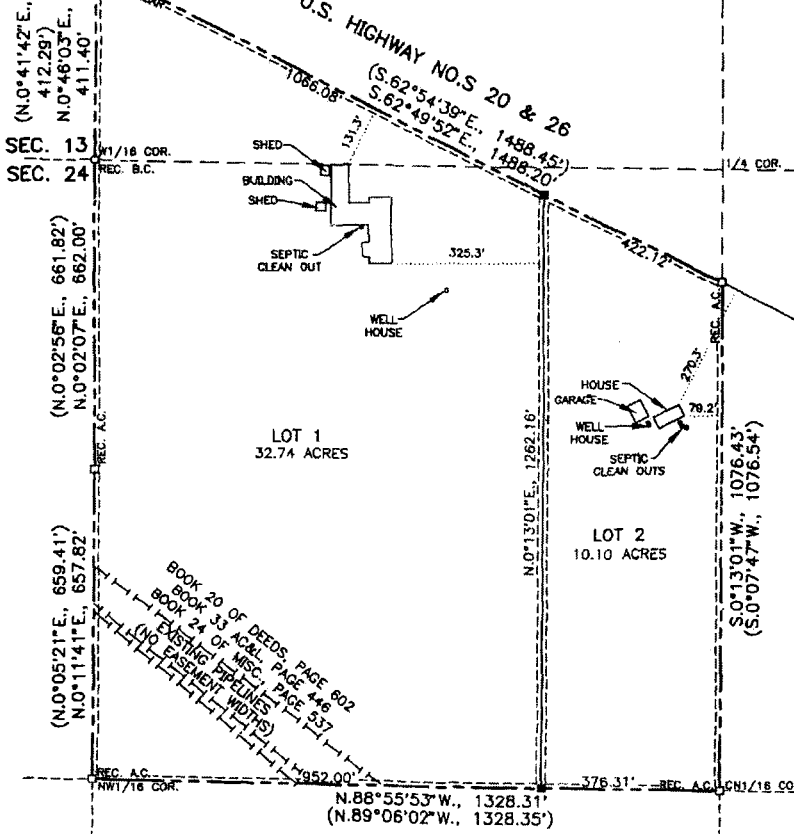 (N.0°41'42"E.,
412.29')
N.0°46'03"E.,
411.40'
U.S. HIGHWAY NO.S 20 & 26
1066.08'
(S.62°54'39"E., 1488.45')
S.62°49'52"E., 1488.20'
131.3'
SEC. 13
W1/16 COR.
SEC. 24
REC. B.C.
SHED
BUILDING
SHED
1/4 COR.
SEPTIC
CLEAN OUT
325.3'
422.12'
WELL
HOUSE
(N.0°02'56"E., 661.82')
N.0°02'07"E., 662.00'
REC. A.C.
270.3'
HOUSE
GARAGE
79.2'
WELL
HOUSE
SEPTIC
CLEAN OUTS
REC. A.C.
LOT 1
32.74 ACRES
N.0°13'01"E., 1262.16'
LOT 2
10.10 ACRES
S.0°13'01"W., 1076.43'
(S.0°07'47"W., 1076.54')
(N.0°05'21"E., 659.41')
N.0°11'41"E., 657.82'
BOOK 20 OF DEEDS, PAGE 602
BOOK 33 AC&L, PAGE 446
BOOK 24 OF MISC., PAGE 537
EXISTING PIPELINES
(NO EASEMENT WIDTHS)
REC. A.C.
NW1/16 COR.
952.00'
376.31'
REC. A.C.
CN1/16 CO
N.88°55'53"W., 1328.31'
(N.89°06'02"W., 1328.35')